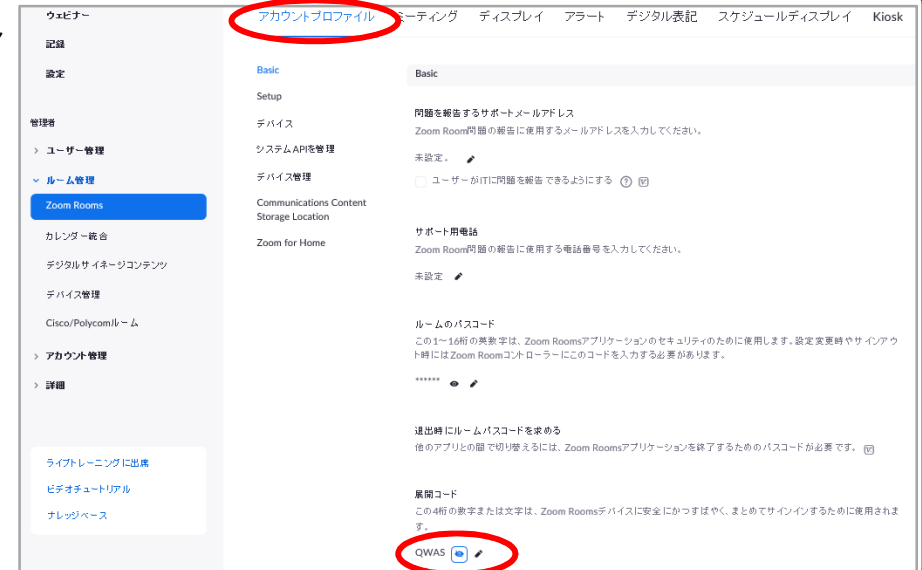 ウェビナー
記録
設定
管理者
ユーザー管理
ルーム管理
Zoom Rooms
カレンダー統合
デジタルサイネージコンテンツ
デバイス管理
Cisco/Polycomルーム
アカウント管理
詳細
ライブトレーニングに出席
ビデオチュートリアル
ナレッジベース
アカウントプロファイル ミーティング ディスプレイ アラート デジタル表記 スケジュールディスプレイ Kiosk
Basic
Setup
デバイス
システムAPIを管理
デバイス管理
Communications Content
Storage Location
Zoom for Home
Basic
問題を報告するサポートメールアドレス
Zoom Room問題の報告に使用するメールアドレスを入力してください。
未設定。
ユーザーがITに問題を報告できるようにする
サポート用電話
Zoom Room問題の報告に使用する電話番号を入力してください。
未設定
ルームのパスコード
この1〜16桁の英数字は、Zoom Roomsアプリケーションのセキュリティのために使用します。設定変更時やサインアウ
ト時にはZoom Roomコントローラーにこのコードを入力する必要があります。
******
退出時にルームパスコードを求める
他のアプリとの間で切り替えるには、Zoom Roomsアプリケーションを終了するためのパスコードが必要です。
展開コード
この4桁の数字または文字は、Zoom Roomsデバイスに安全にかつすばやく、まとめてサインインするために使用されま
す。
QWAS